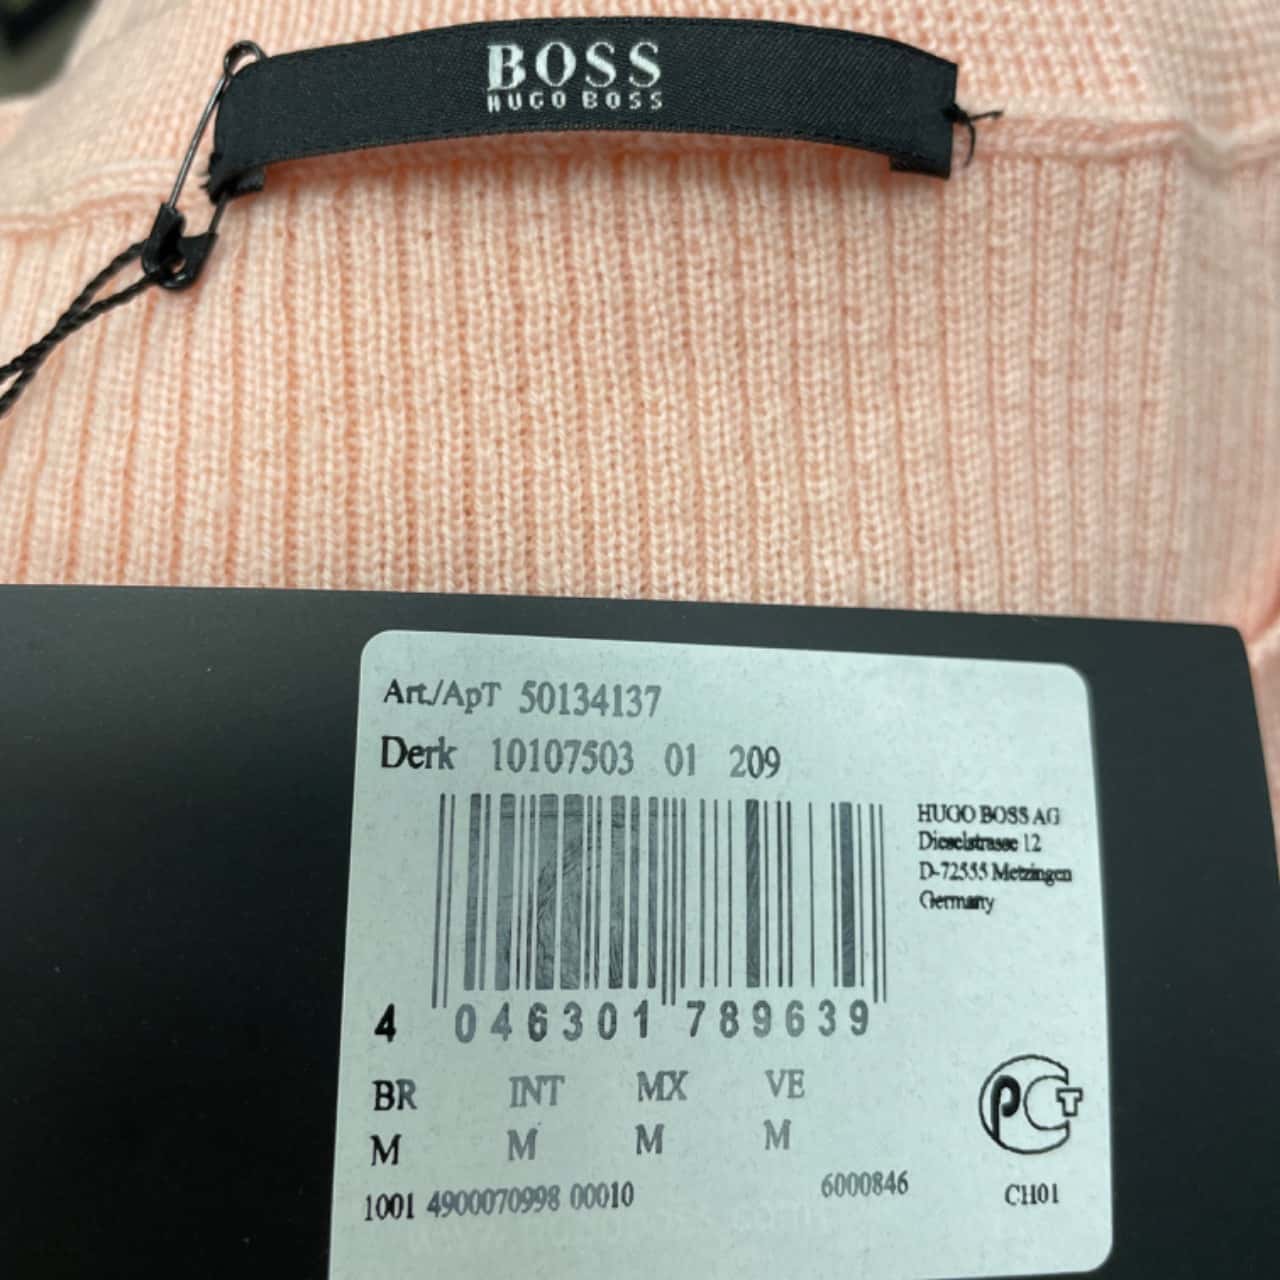 BOSS
HUGO BOSS
Art./ApT 50134137
Derk 10107503 01 209
HUGO BOSS AG
Dieselstrasse 12
D-72555 Metzingen
Germany
4 046301 789639
BR INT MX VE
M M M M
1001 4900070998 00010 6000846
PCT
CH01